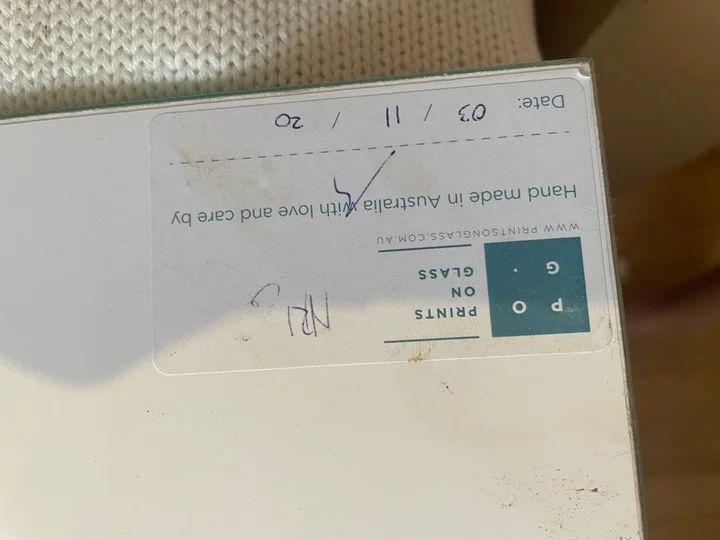 P O
G .
PRINTS
ON
GLASS
WWW.PRINTSONGLASS.COM.AU
Hand made in Australia with love and care by
Date: 03 / 11 / 20